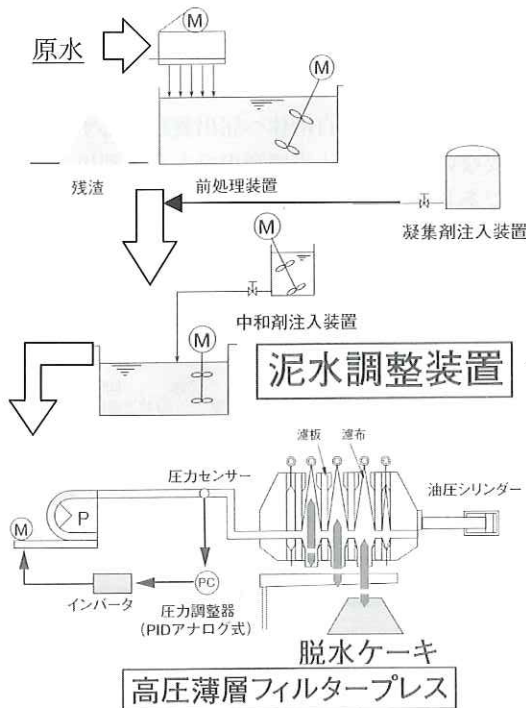 M
原水
M
残渣
前処理装置
凝集剤注入装置
M
中和剤注入装置
M
泥水調整装置
濾板
濾布
圧力センサー
油圧シリンダー
M
P
PC
インバータ
圧力調整器
(PIDアナログ式)
脱水ケーキ
高圧薄層フィルタープレス